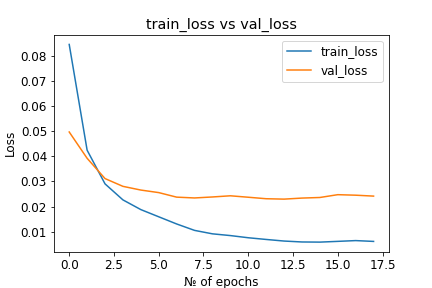 train_loss vs val_loss
train_loss
val_loss
0.08
0.07
0.06
0.05
0.04
0.03
0.02
0.01
Loss
0.0 2.5 5.0 7.5 10.0 12.5 15.0 17.5
№ of epochs